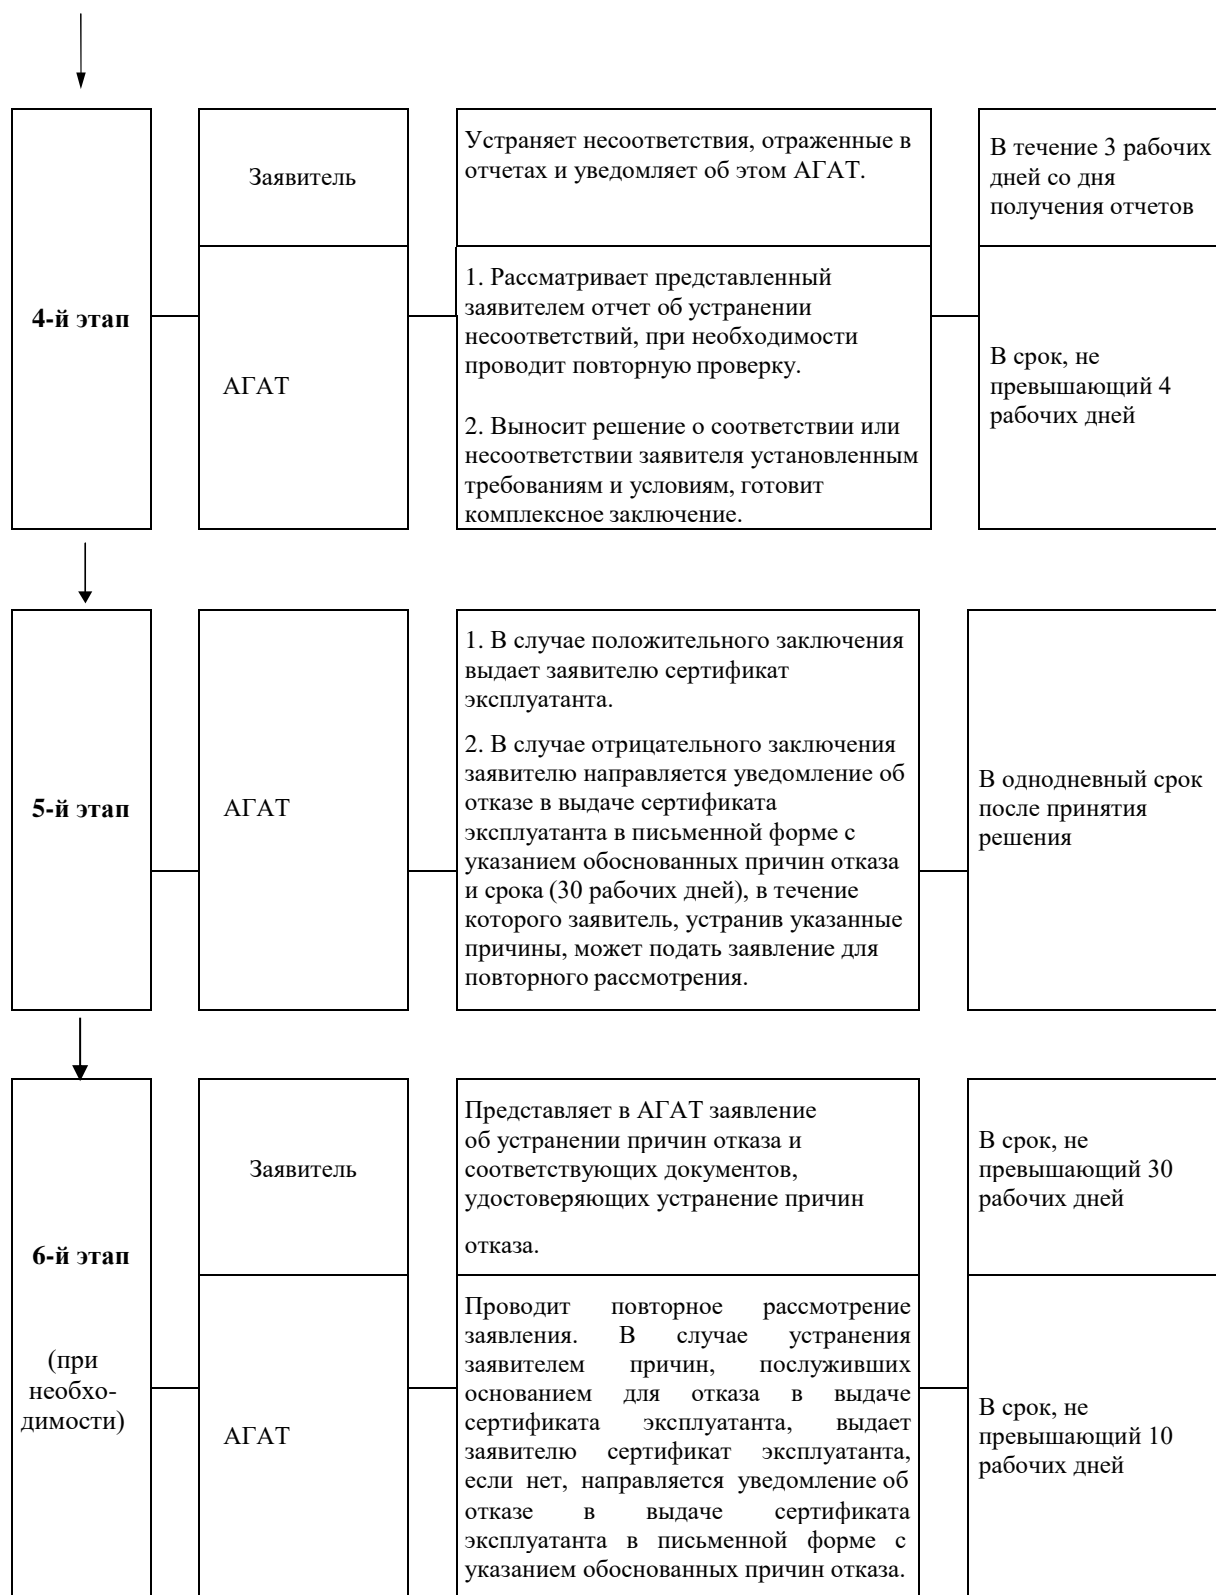 4-й этап
Заявитель
Устраняет несоответствия, отраженные в
отчетах и уведомляет об этом АГАТ.
В течение 3 рабочих
дней со дня
получения отчетов
АГАТ
1. Рассматривает представленный
заявителем отчет об устранении
несоответствий, при необходимости
проводит повторную проверку.
2. Выносит решение о соответствии или
несоответствии заявителя установленным
требованиям и условиям, готовит
комплексное заключение.
В срок, не
превышающий 4
рабочих дней
5-й этап
АГАТ
1. В случае положительного заключения
выдает заявителю сертификат
эксплуатанта.
2. В случае отрицательного заключения
заявителю направляется уведомление об
отказе в выдаче сертификата
эксплуатанта в письменной форме с
указанием обоснованных причин отказа
и срока (30 рабочих дней), в течение
которого заявитель, устранив указанные
причины, может подать заявление для
повторного рассмотрения.
В однодневный срок
после принятия
решения
6-й этап
(при
необхо-
димости)
Заявитель
Представляет в АГАТ заявление
об устранении причин отказа и
соответствующих документов,
удостоверяющих устранение причин
отказа.
В срок, не
превышающий 30
рабочих дней
АГАТ
Проводит повторное рассмотрение
заявления. В случае устранения
заявителем причин, послуживших
основанием для отказа в выдаче
сертификата эксплуатанта, выдает
заявителю сертификат эксплуатанта,
если нет, направляется уведомление об
отказе в выдаче сертификата
эксплуатанта в письменной форме с
указанием обоснованных причин отказа.
В срок, не
превышающий 10
рабочих дней